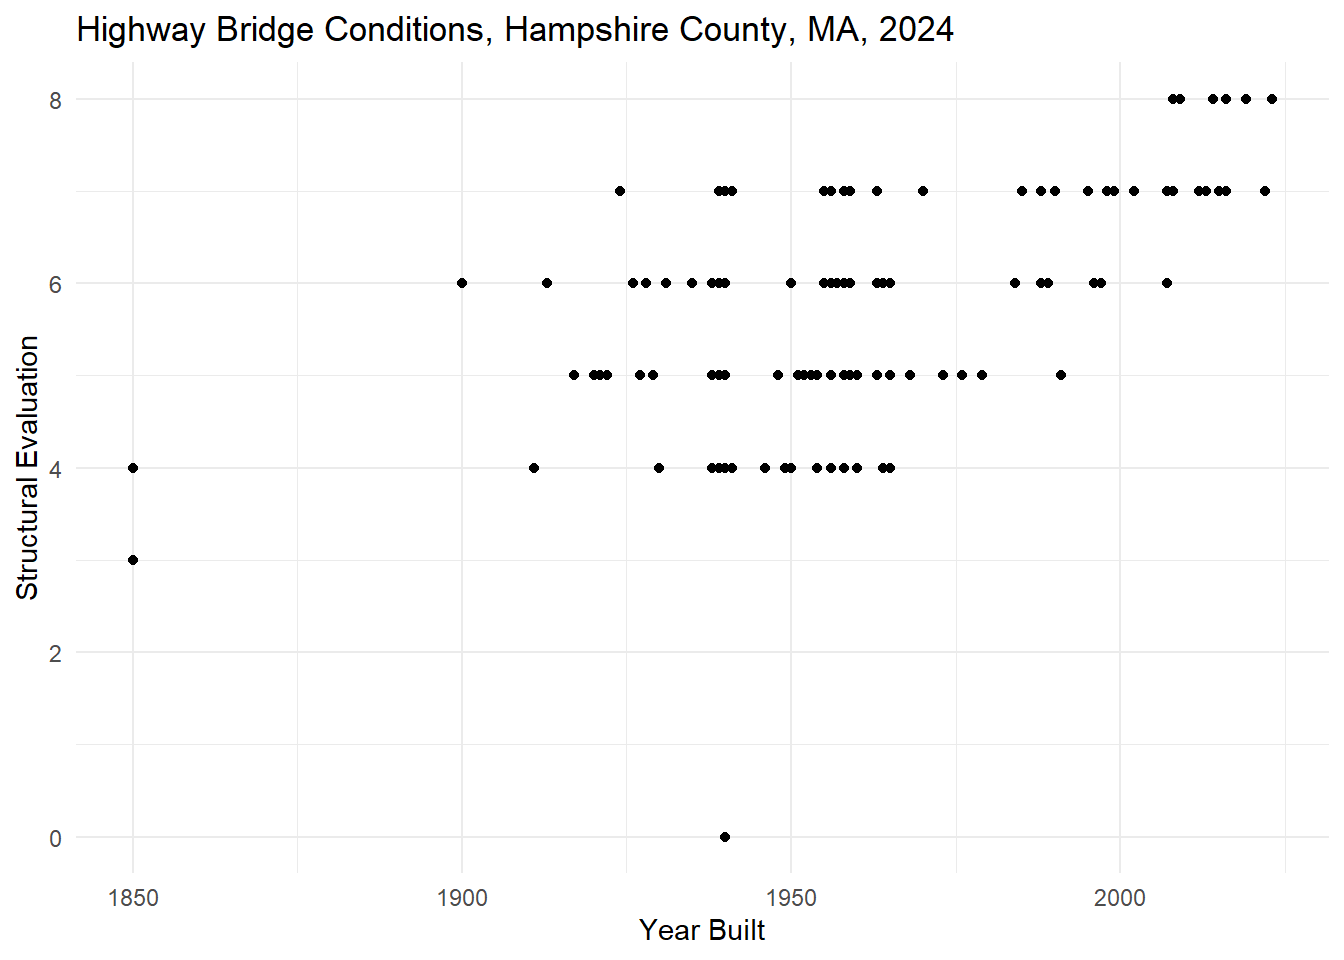 Highway Bridge Conditions, Hampshire County, MA, 2024
8
6
4
2
0
Structural Evaluation
1850 1900 1950 2000
Year Built